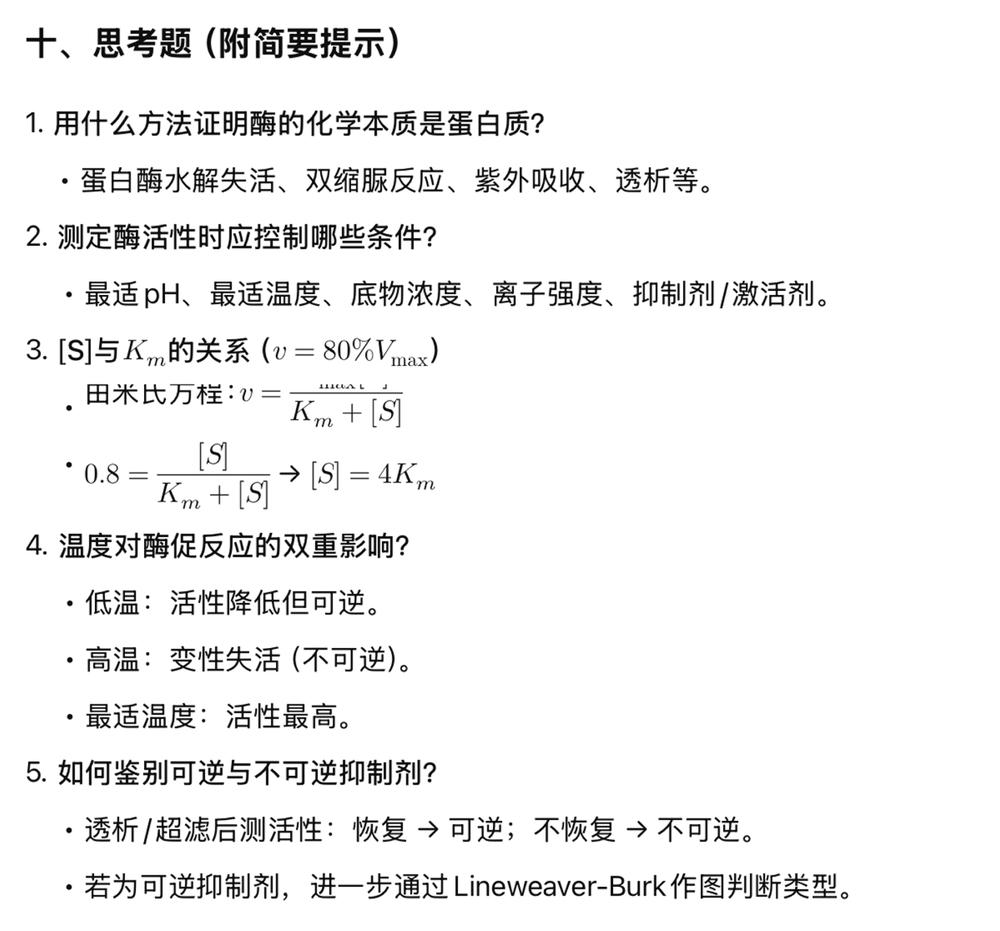 十、思考题（附简要提示）
1. 用什么方法证明酶的化学本质是蛋白质?
• 蛋白酶水解失活、双缩脲反应、紫外吸收、透析等。
2. 测定酶活性时应控制哪些条件?
• 最适 pH、最适温度、底物浓度、离子强度、抑制剂/激活剂。
3. [S]与 K_m 的关系（v = 80%V_max）
• 由米氏方程：v = max[ ] / K_m + [S]
• 0.8 = [S] / K_m + [S] → [S] = 4K_m
4. 温度对酶促反应的双重影响?
• 低温：活性降低但可逆。
• 高温：变性失活（不可逆）。
• 最适温度：活性最高。
5. 如何鉴别可逆与不可逆抑制剂?
• 透析/超滤后测活性：恢复 → 可逆；不恢复 → 不可逆。
• 若为可逆抑制剂，进一步通过 Lineweaver-Burk 作图判断类型。